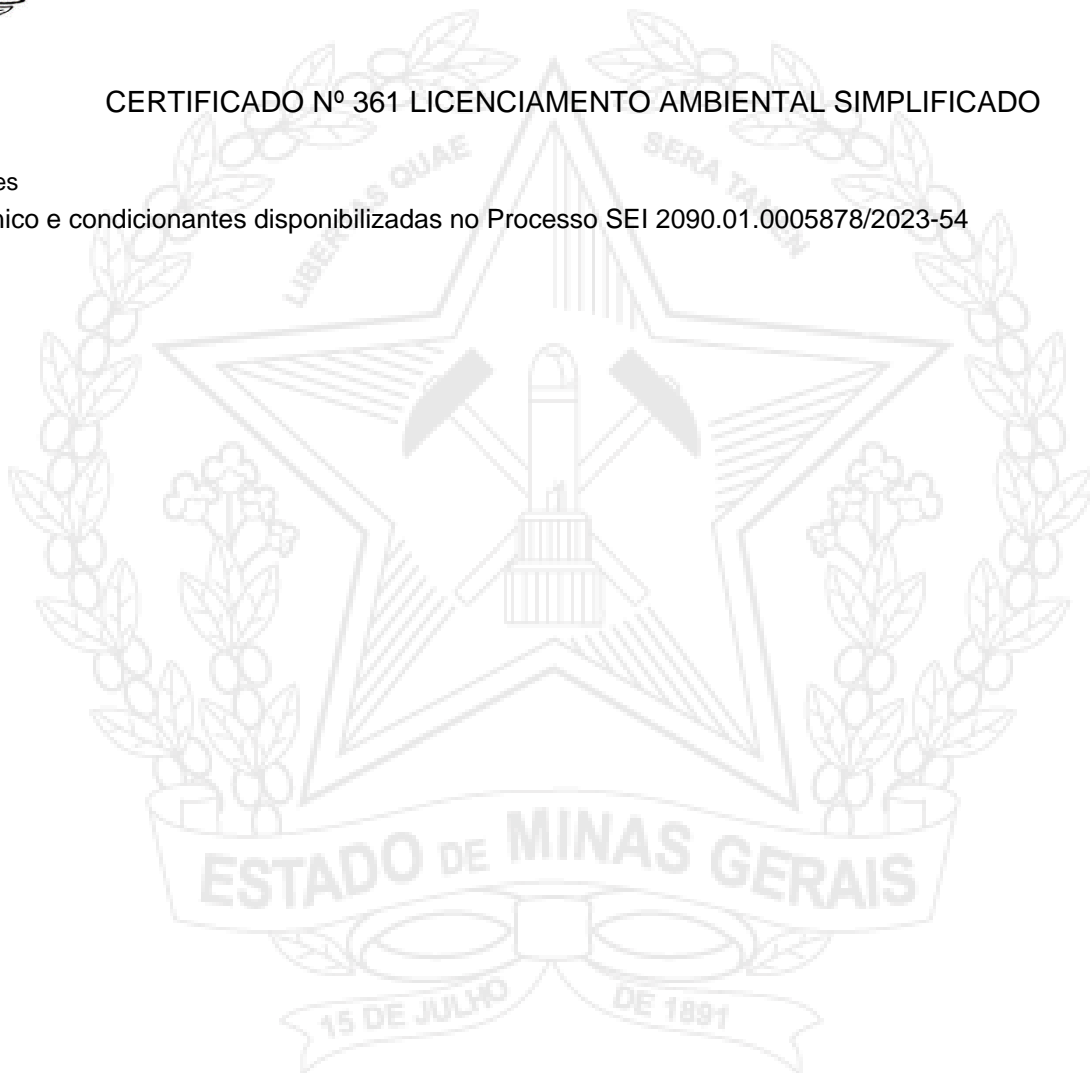 CERTIFICADO Nº 361 LICENCIAMENTO AMBIENTAL SIMPLIFICADO
es
nico e condicionantes disponibilizadas no Processo SEI 2090.01.0005878/2023-54
LIBERTAS QUAE SERA TAMEN
ESTADO DE MINAS GERAIS
15 DE JULHO DE 1891